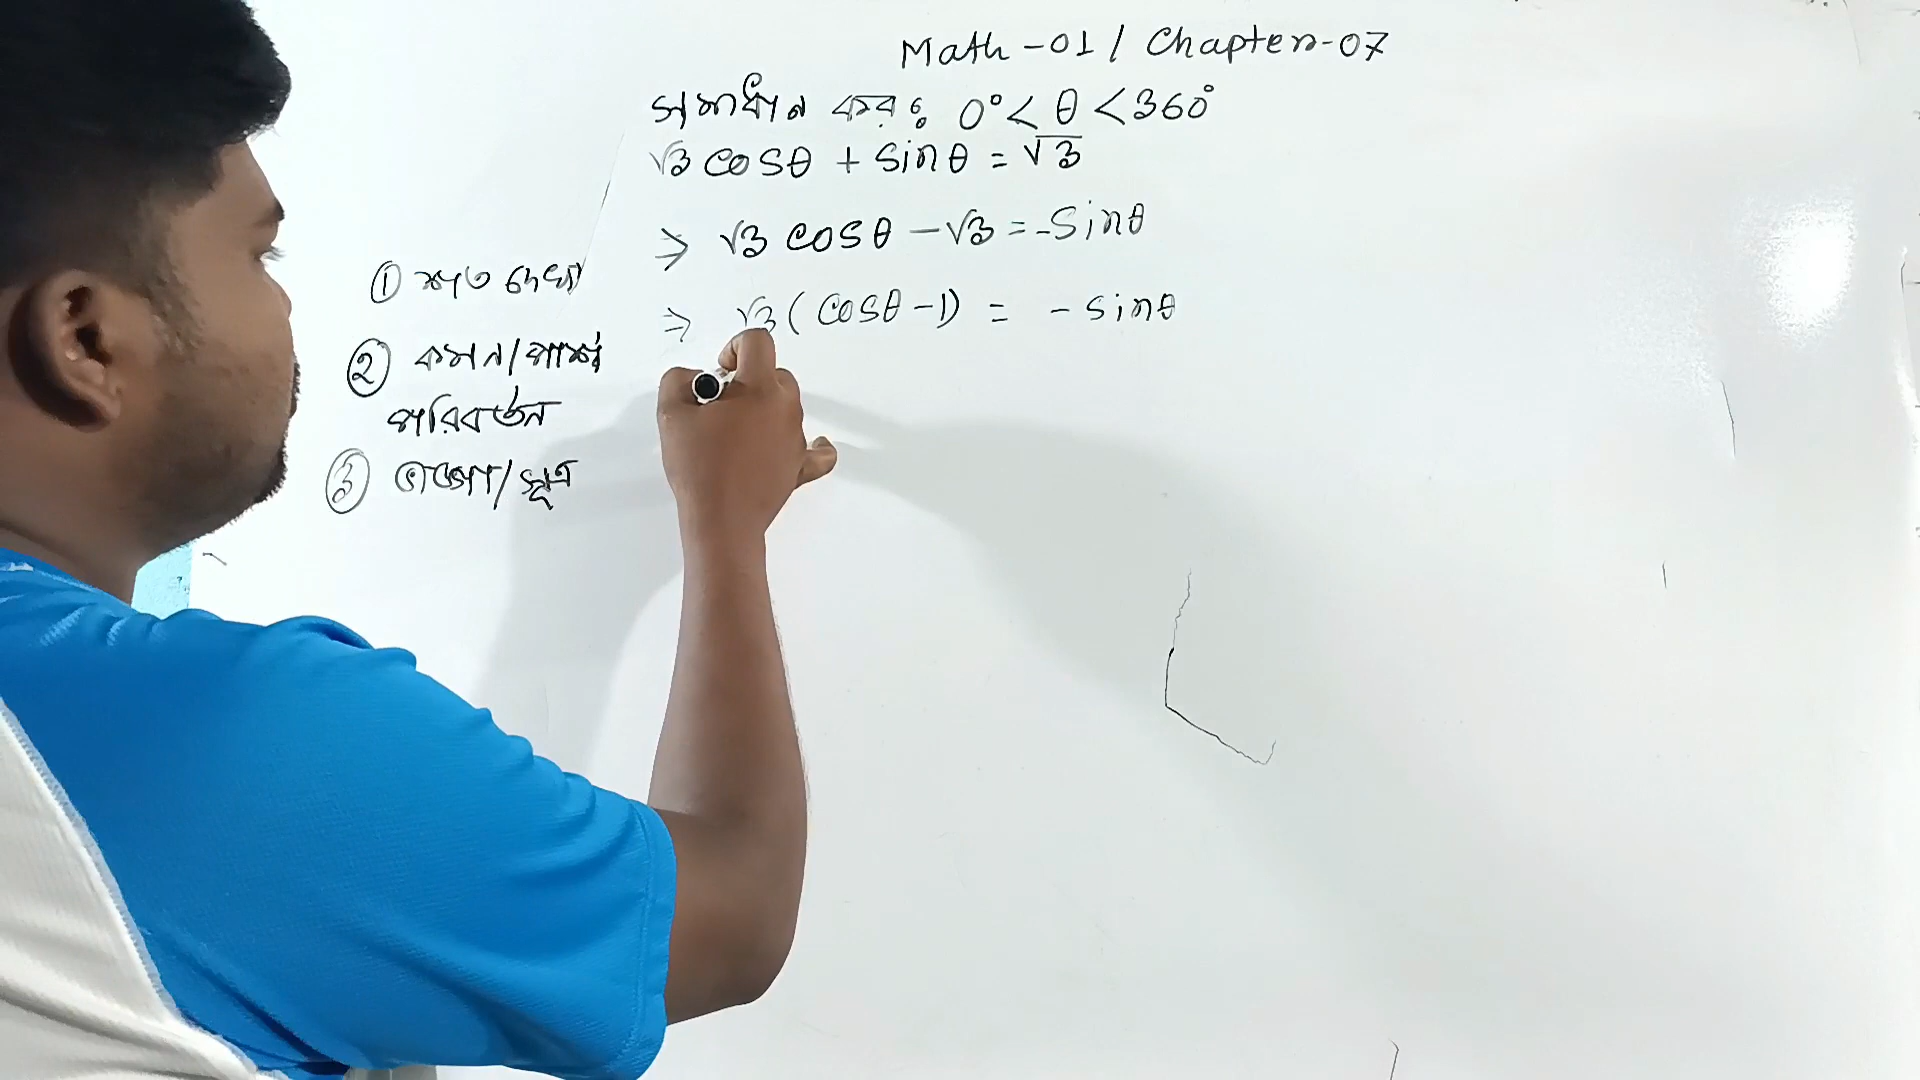 Math-01 / Chapter-07
সমাধান কর: 0° < θ < 360°
√3 cosθ + sinθ = √3
⇒ √3 cosθ - √3 = -sinθ
⇒ √3 (cosθ - 1) = - sinθ
① শর্ত দেখা
② কমন/পার্শ্ব
পরিবর্তন
③ ভাঙ্গা/সূত্র